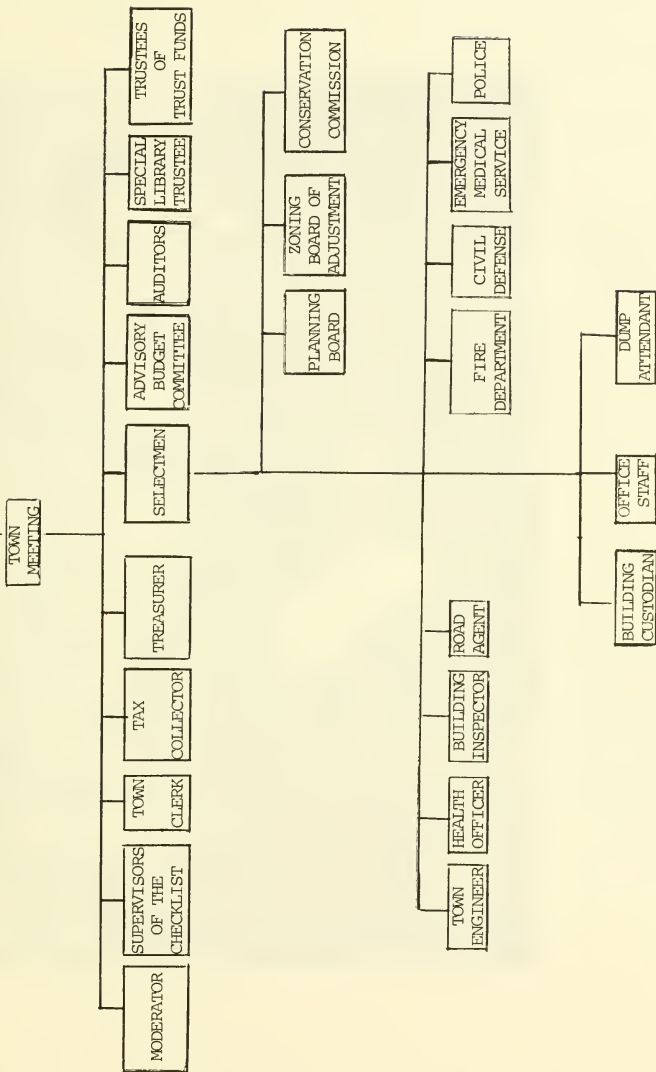 TOWN
MEETING
MODERATOR
SUPERVISORS
OF THE
CHECKLIST
TOWN
CLERK
TAX
COLLECTOR
TREASURER
SELECTMEN
ADVISORY
BUDGET
COMMITTEE
AUDITORS
SPECIAL
LIBRARY
TRUSTEE
TRUSTEES
OF
TRUST FUNDS
PLANNING
BOARD
ZONING
BOARD OF
ADJUSTMENT
CONSERVATION
COMMISSION
TOWN
ENGINEER
HEALTH
OFFICER
BUILDING
INSPECTOR
ROAD
AGENT
FIRE
DEPARTMENT
CIVIL
DEFENSE
EMERGENCY
MEDICAL
SERVICE
POLICE
BUILDING
CUSTODIAN
OFFICE
STAFF
DUMP
ATTENDANT